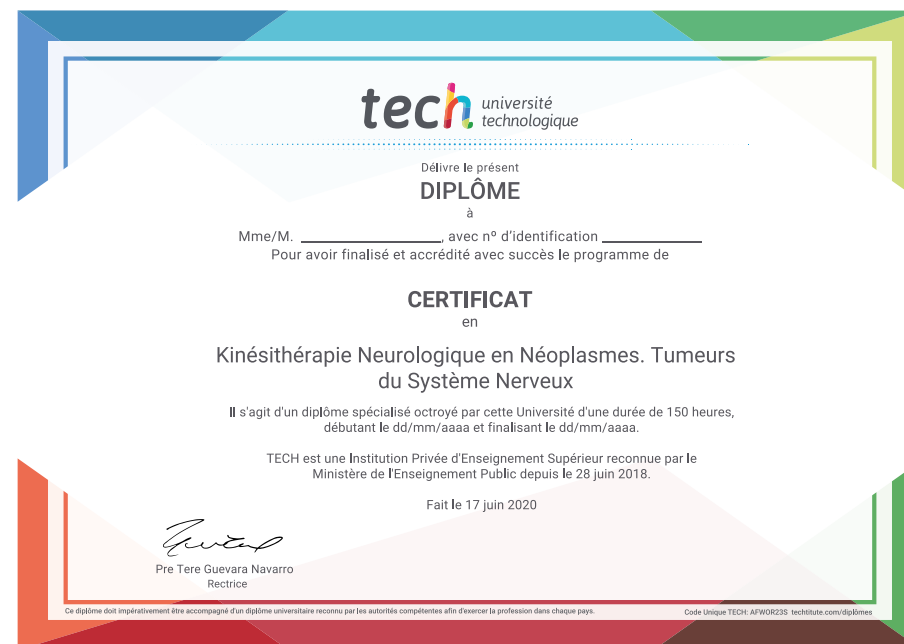 tech université
technologique
Délivre le présent
DIPLÔME
à
Mme/M. ____________________, avec nº d'identification ______________
Pour avoir finalisé et accrédité avec succès le programme de
CERTIFICAT
en
Kinésithérapie Neurologique en Néoplasmes. Tumeurs
du Système Nerveux
Il s'agit d'un diplôme spécialisé octroyé par cette Université d'une durée de 150 heures,
débutant le dd/mm/aaaa et finalisant le dd/mm/aaaa.
TECH est une Institution Privée d'Enseignement Supérieur reconnue par le
Ministère de l'Enseignement Public depuis le 28 juin 2018.
Fait le 17 juin 2020
Pre Tere Guevara Navarro
Rectrice
Ce diplôme doit impérativement être accompagné d'un diplôme universitaire reconnu par les autorités compétentes afin d'exercer la profession dans chaque pays.
Code Unique TECH: AFWOR23S techtitute.com/diplômes